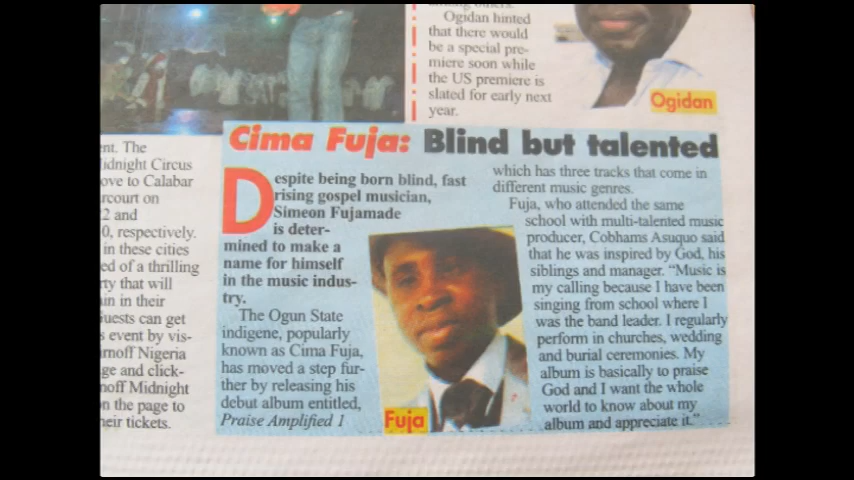 among others.
Ogidan hinted
that there would
be a special pre-
miere soon while
the US premiere is
slated for early next
year.
Ogidan
ent. The
idnight Circus
ove to Calabar
rcourt on
2 and
0, respectively.
in these cities
ed of a thrilling
rty that will
un in their
uests can get
s event by vis-
rnoff Nigeria
ge and click-
noff Midnight
on the page to
eir tickets.
Cima Fuja: Blind but talented
Despite being born blind, fast
rising gospel musician,
Simeon Fujamade
is deter-
mined to make a
name for himself
in the music indus-
try.
The Ogun State
indigene, popularly
known as Cima Fuja,
has moved a step fur-
ther by releasing his
debut album entitled,
Praise Amplified 1
Fuja
which has three tracks that come in
different music genres.
Fuja, who attended the same
school with multi-talented music
producer, Cobhams Asuquo said
that he was inspired by God, his
siblings and manager. “Music is
my calling because I have been
singing from school where I
was the band leader. I regularly
perform in churches, wedding
and burial ceremonies. My
album is basically to praise
God and I want the whole
world to know about my
album and appreciate it.”